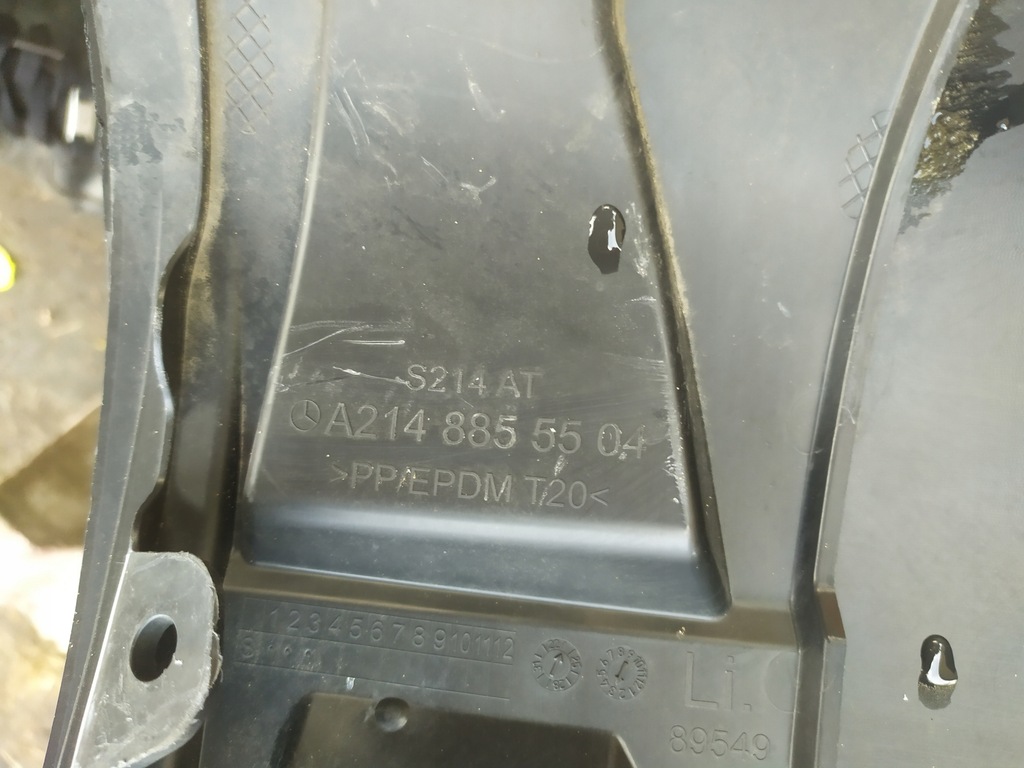 S214 AT
A214 885 55 04
>PP/EPDM T20<
1 2 3 4 5 6 7 8 9 10 11 12
Li.
89549